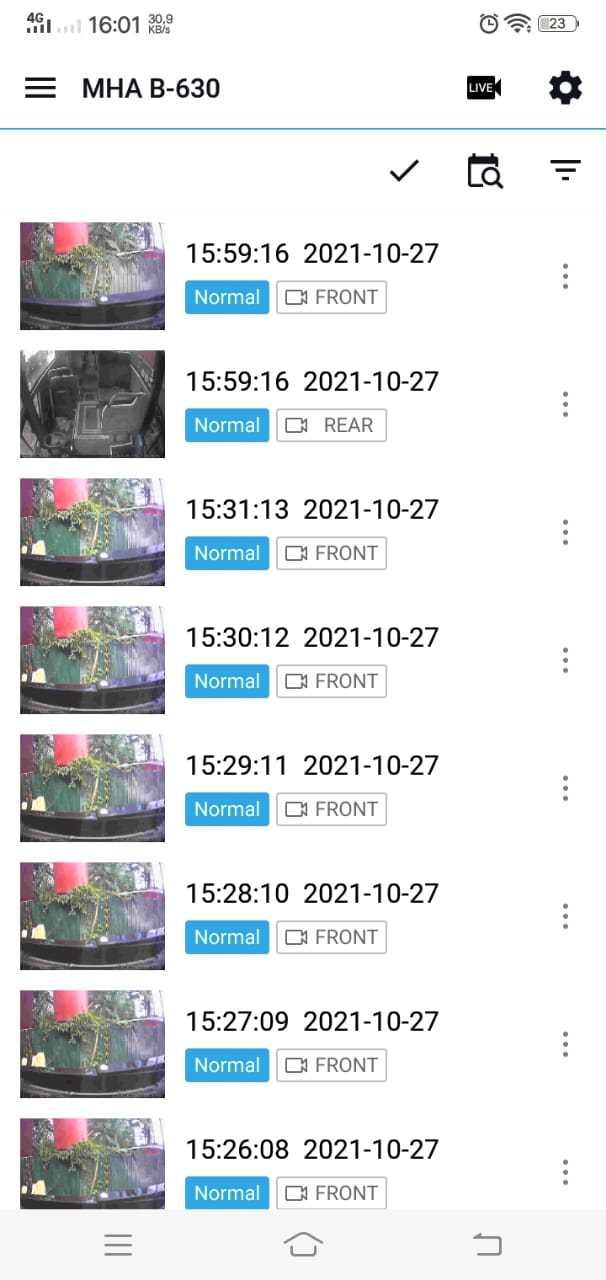 4G 16:01 30,9 KB/s 23
MHA B-630 LIVE
15:59:16 2021-10-27
Normal FRONT
15:59:16 2021-10-27
Normal REAR
15:31:13 2021-10-27
Normal FRONT
15:30:12 2021-10-27
Normal FRONT
15:29:11 2021-10-27
Normal FRONT
15:28:10 2021-10-27
Normal FRONT
15:27:09 2021-10-27
Normal FRONT
15:26:08 2021-10-27
Normal FRONT